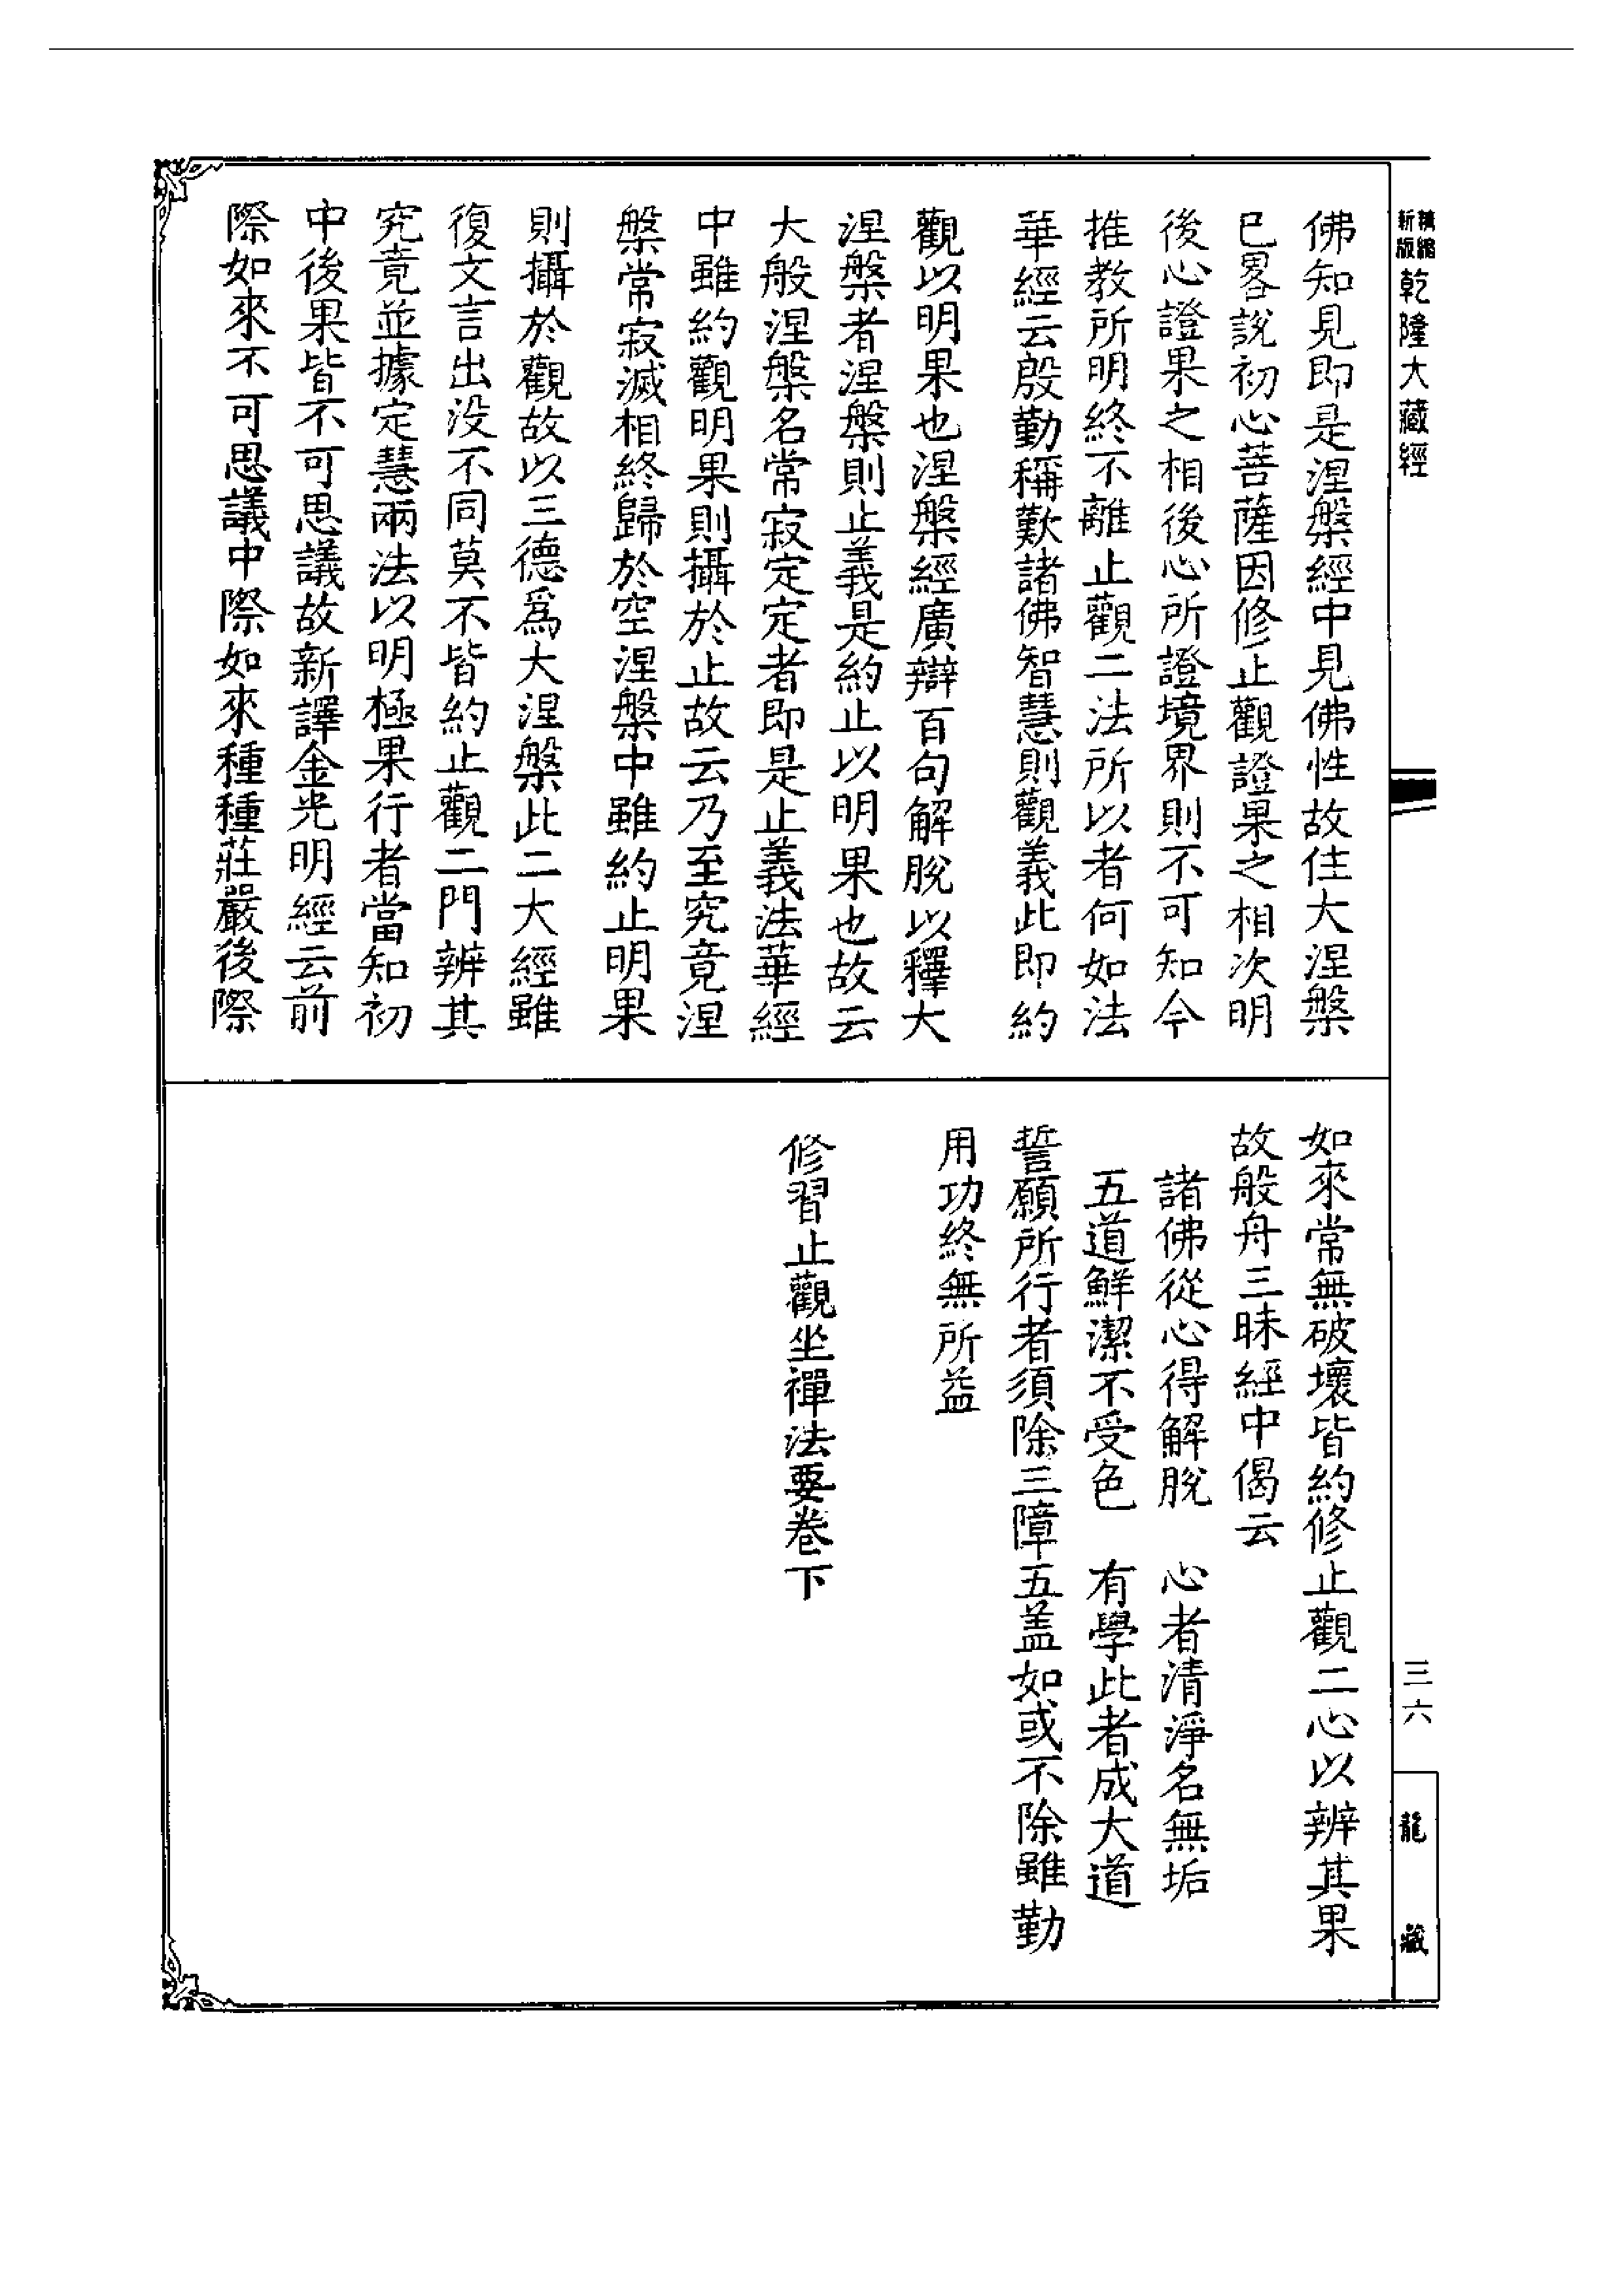 精縮新版乾隆大藏經
佛知見即是涅槃經中見佛性故住大涅槃
已畧說初心菩薩因修止觀證果之相次明
後心證果之相後心所證境界則不可知今
推教所明終不離止觀二法所以者何如法
華經云殷勤稱歎諸佛智慧則觀義此即約
觀以明果也涅槃經廣辯百句解脫以釋大
涅槃者涅槃則止義是約止以明果也故云
大般涅槃名常寂定定者即是止義法華經
中雖約觀明果則攝於止故云乃至究竟涅
槃常寂滅相終歸於空涅槃中雖約止明果
則攝於觀故以三德爲大涅槃此二大經雖
復文言出没不同莫不皆約止觀二門辨其
究竟並據定慧兩法以明極果行者當知初
中後果皆不可思議故新譯金光明經云前
際如來不可思議中際如來種種莊嚴後際
如來常無破壞皆約修止觀二心以辨其果
故般舟三昧經中偈云
諸佛從心得解脫　心者清淨名無垢
五道鮮潔不受色　有學此者成大道
誓願所行者須除三障五盖如或不除雖勤
用功終無所益
修習止觀坐禪法要卷下
三六
龍藏